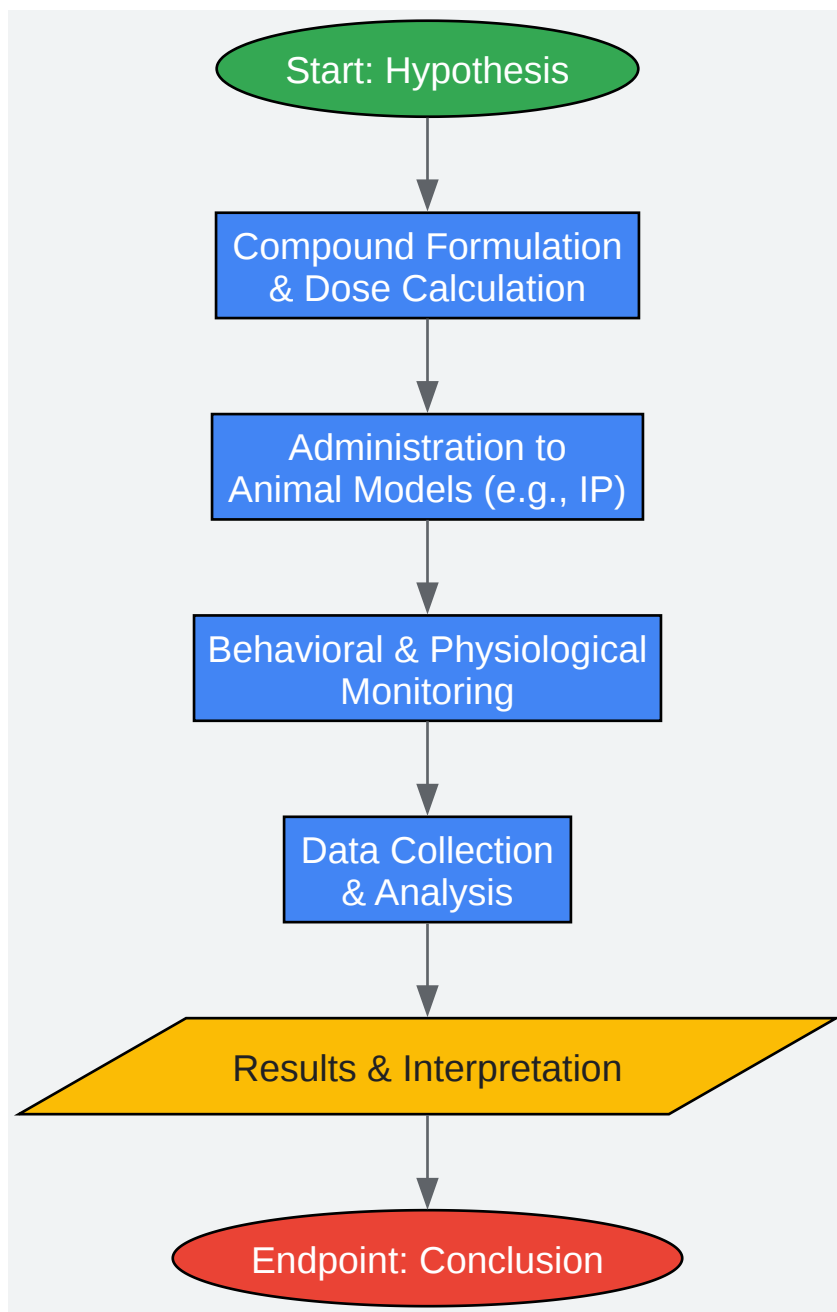 Start: Hypothesis
Compound Formulation
& Dose Calculation
Administration to
Animal Models (e.g., IP)
Behavioral & Physiological
Monitoring
Data Collection
& Analysis
Results & Interpretation
Endpoint: Conclusion